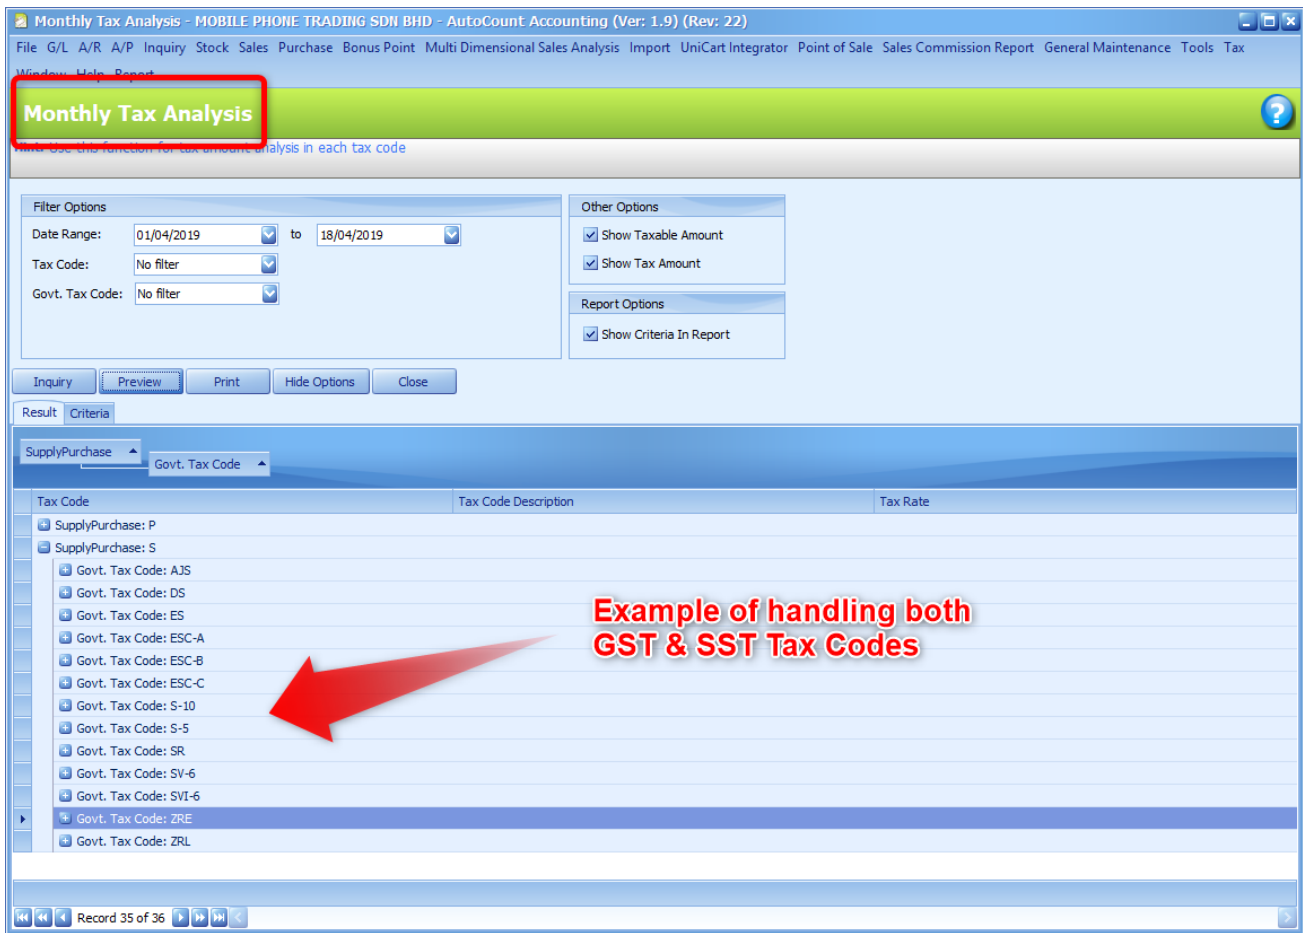 Monthly Tax Analysis - MOBILE PHONE TRADING SDN BHD - AutoCount Accounting (Ver: 1.9) (Rev: 22)
File G/L A/R A/P Inquiry Stock Sales Purchase Bonus Point Multi Dimensional Sales Analysis Import UniCart Integrator Point of Sale Sales Commission Report General Maintenance Tools Tax
Window Help Report
Monthly Tax Analysis
Hint: Use this function for tax amount analysis in each tax code
Filter Options
Date Range: 01/04/2019 to 18/04/2019
Tax Code: No filter
Govt. Tax Code: No filter
Other Options
Show Taxable Amount
Show Tax Amount
Report Options
Show Criteria In Report
Inquiry Preview Print Hide Options Close
Result Criteria
SupplyPurchase
Govt. Tax Code
Tax Code Tax Code Description Tax Rate
SupplyPurchase: P
SupplyPurchase: S
Govt. Tax Code: AJS
Govt. Tax Code: DS
Govt. Tax Code: ES
Govt. Tax Code: ESC-A
Govt. Tax Code: ESC-B
Govt. Tax Code: ESC-C
Govt. Tax Code: S-10
Govt. Tax Code: S-5
Govt. Tax Code: SR
Govt. Tax Code: SV-6
Govt. Tax Code: SVI-6
Govt. Tax Code: ZRE
Govt. Tax Code: ZRL
Example of handling both
GST & SST Tax Codes
Record 35 of 36